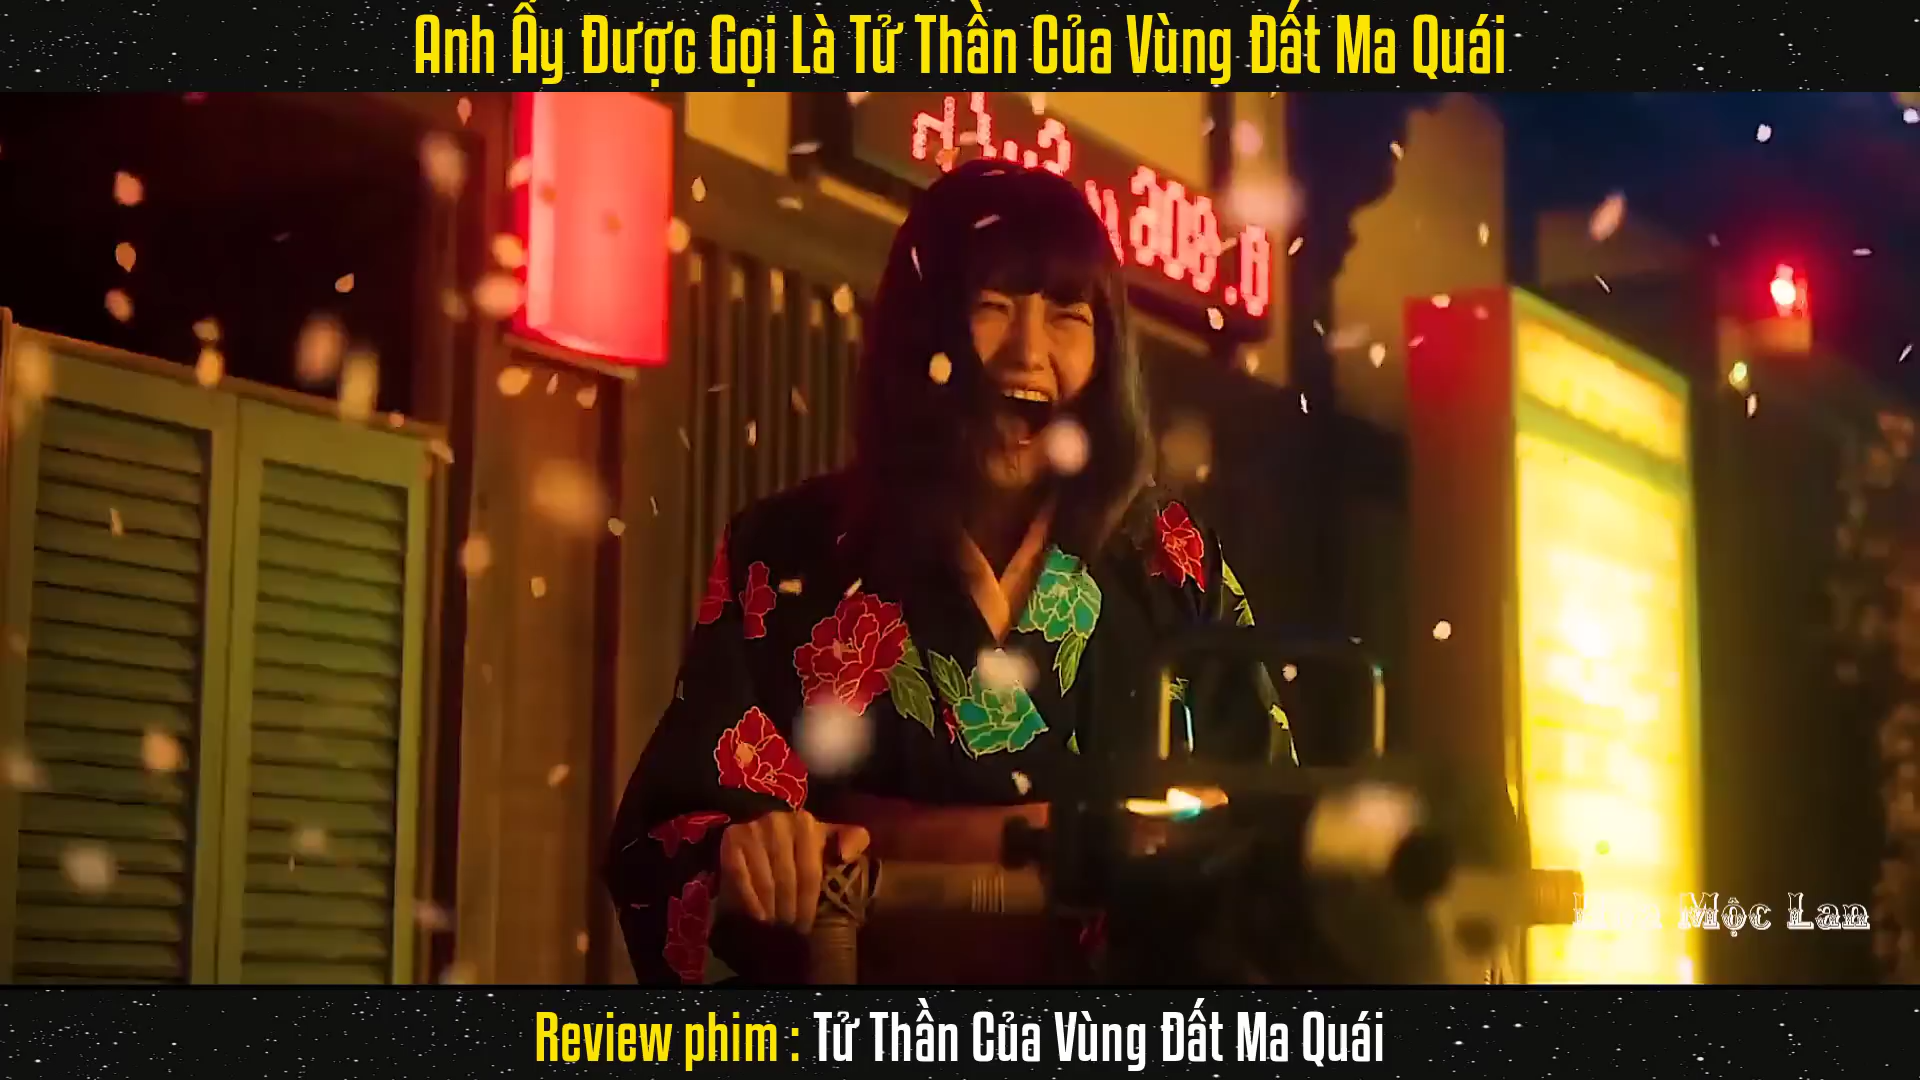 Anh Ấy Được Gọi Là Tử Thần Của Vùng Đất Ma Quái
Mộc Lan
Review phim : Tử Thần Của Vùng Đất Ma Quái